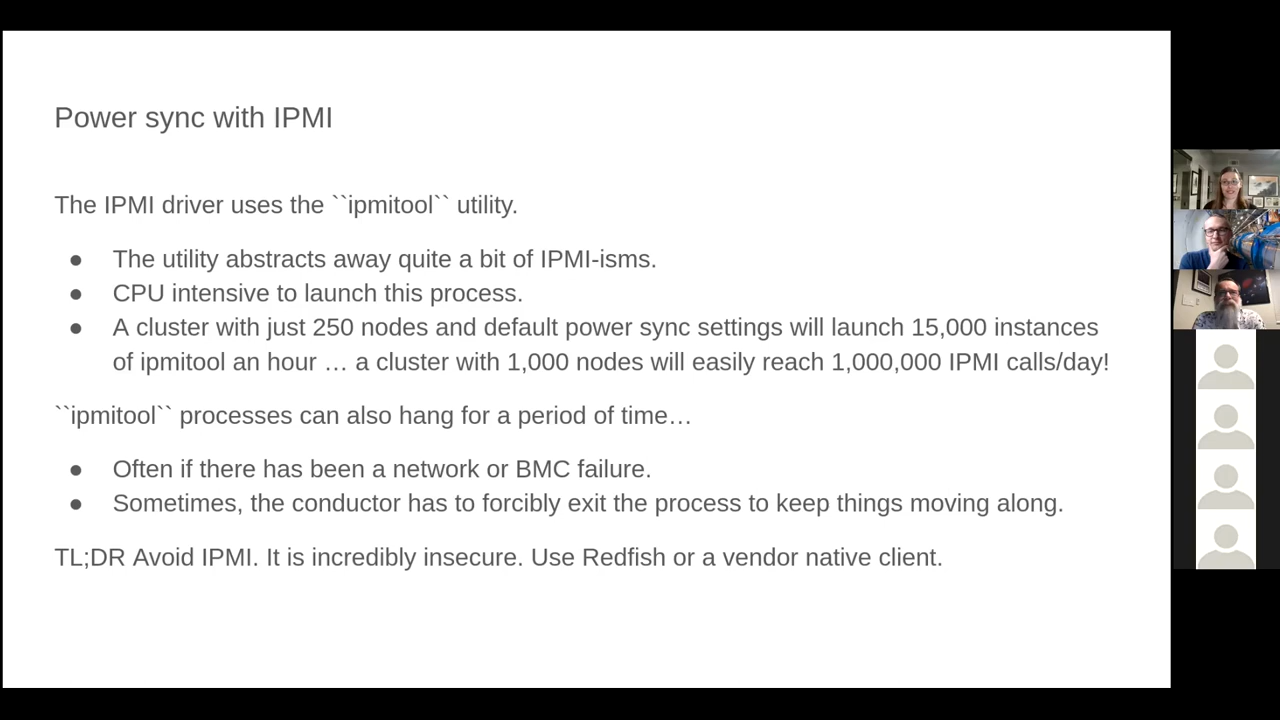 Power sync with IPMI
The IPMI driver uses the ``ipmitool`` utility.
● The utility abstracts away quite a bit of IPMI-isms.
● CPU intensive to launch this process.
● A cluster with just 250 nodes and default power sync settings will launch 15,000 instances
of ipmitool an hour … a cluster with 1,000 nodes will easily reach 1,000,000 IPMI calls/day!
``ipmitool`` processes can also hang for a period of time…
● Often if there has been a network or BMC failure.
● Sometimes, the conductor has to forcibly exit the process to keep things moving along.
TL;DR Avoid IPMI. It is incredibly insecure. Use Redfish or a vendor native client.